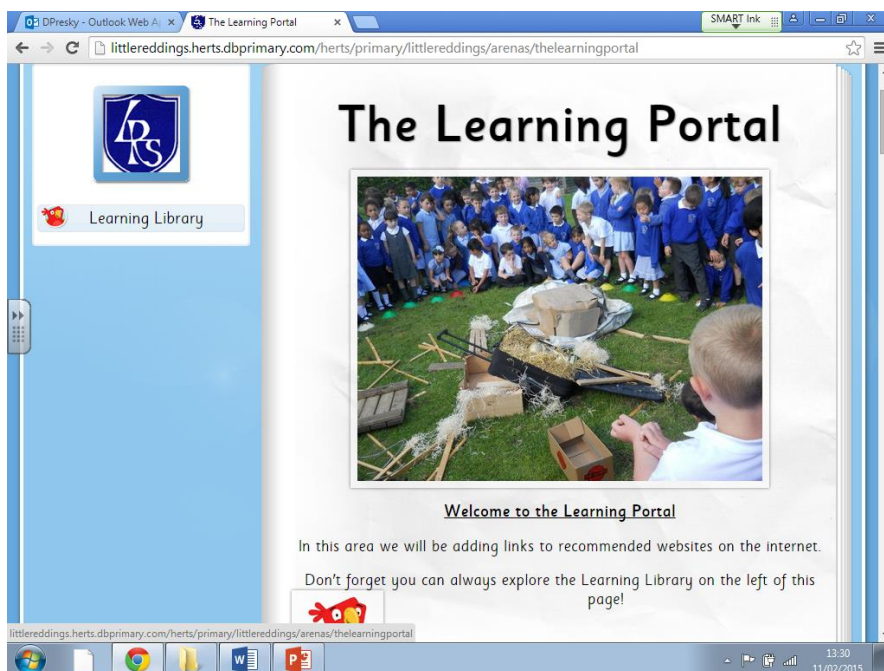 DPresky - Outlook Web Ap
The Learning Portal
SMART Ink
littlereddings.herts.dbprimary.com/herts/primary/littlereddings/arenas/thelearningportal
LRS
Learning Library
The Learning Portal
Welcome to the Learning Portal
In this area we will be adding links to recommended websites on the internet.
Don't forget you can always explore the Learning Library on the left of this
page!
littlereddings.herts.dbprimary.com/herts/primary/littlereddings/arenas/thelearningportal
13:30
11/02/2015